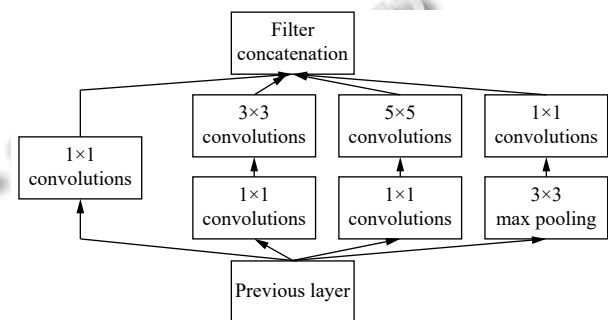 Filter
concatenation
3×3
convolutions
5×5
convolutions
1×1
convolutions
1×1
convolutions
1×1
convolutions
1×1
convolutions
3×3
max pooling
Previous layer